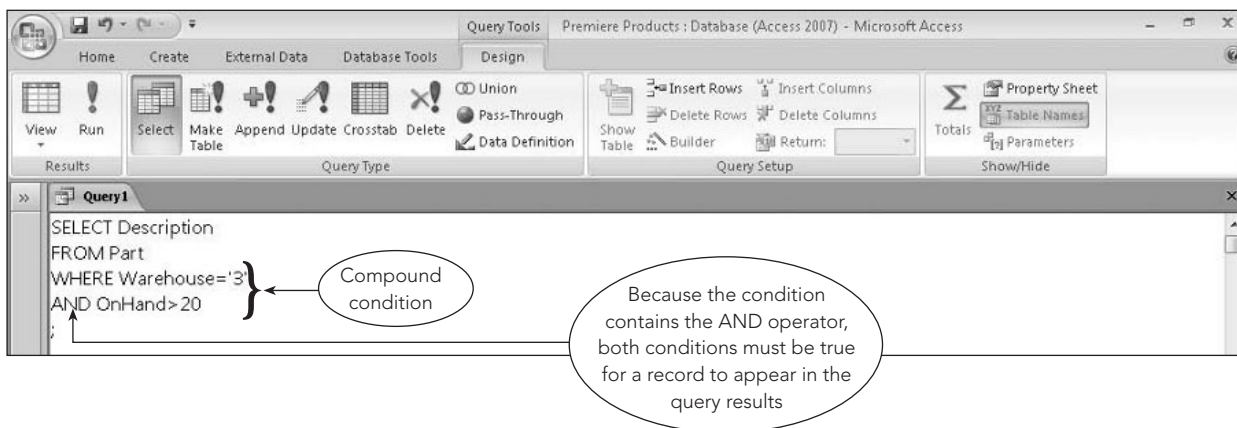 Query Tools
Premiere Products : Database (Access 2007) - Microsoft Access
Home Create External Data Database Tools Design
View
Run
Results
Select
Make Table
Append
Update
Crosstab
Delete
Union
Pass-Through
Data Definition
Query Type
Show Table
Insert Rows
Delete Rows
Builder
Insert Columns
Delete Columns
Return:
Query Setup
Totals
Property Sheet
Table Names
Parameters
Show/Hide
Query1
SELECT Description
FROM Part
WHERE Warehouse='3'
AND OnHand>20
;
Compound
condition
Because the condition
contains the AND operator,
both conditions must be true
for a record to appear in the
query results